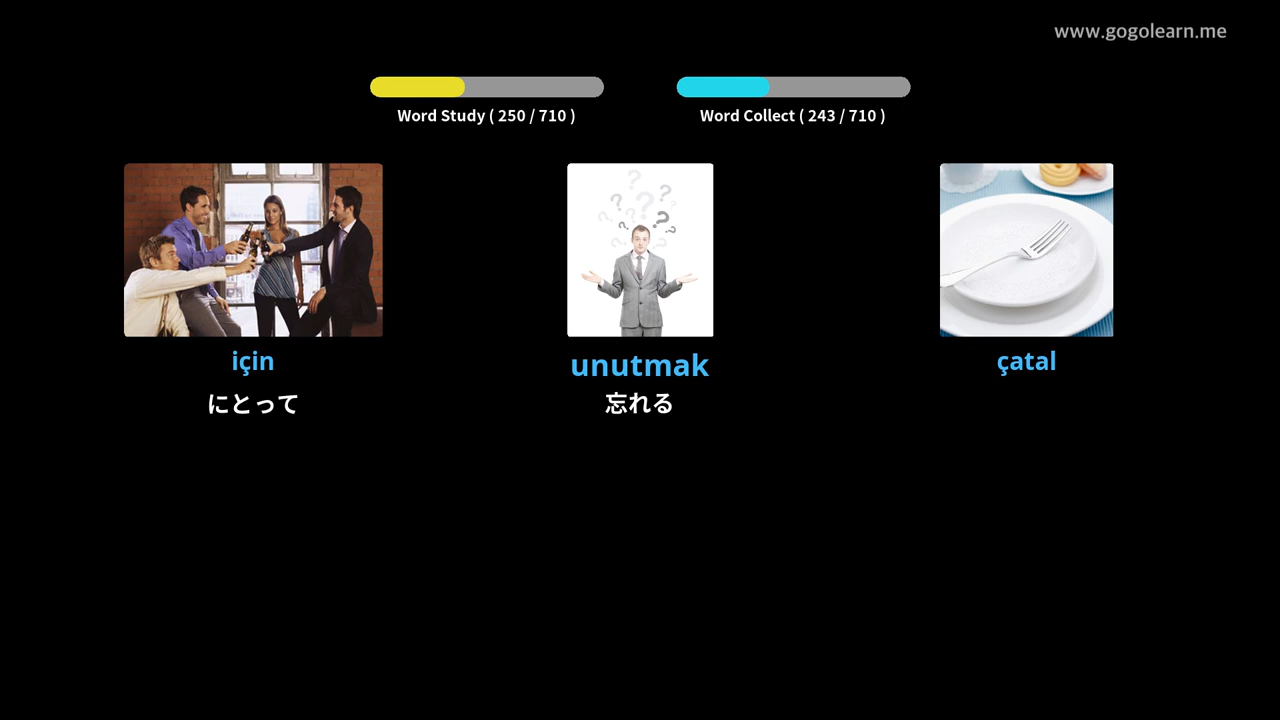 www.gogolearn.me
Word Study ( 250 / 710 )
Word Collect ( 243 / 710 )
için
unutmak
çatal
にとって
忘れる